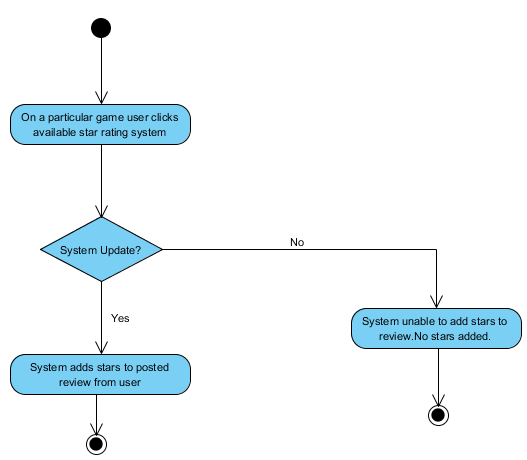 On a particular game user clicks
available star rating system
System Update?
No
Yes
System unable to add stars to
review.No stars added.
System adds stars to posted
review from user